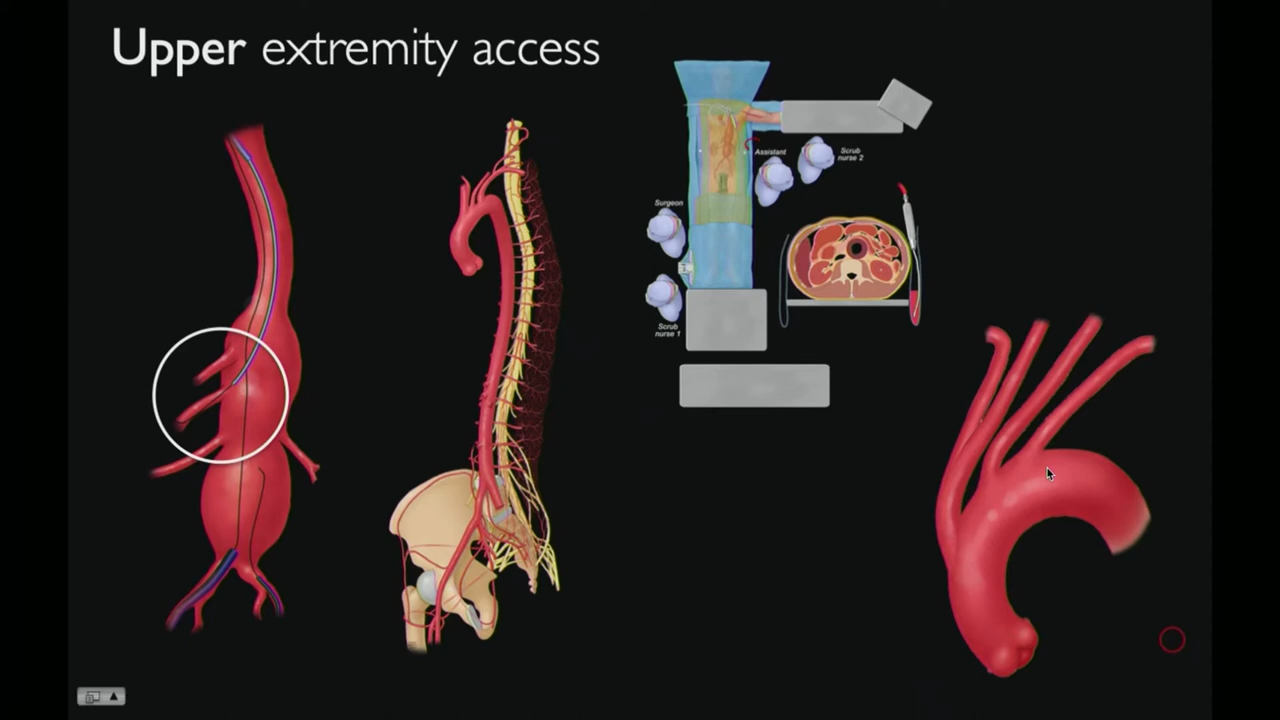 Upper extremity access
Assistant
Scrub
nurse 2
Surgeon
Scrub
nurse 1